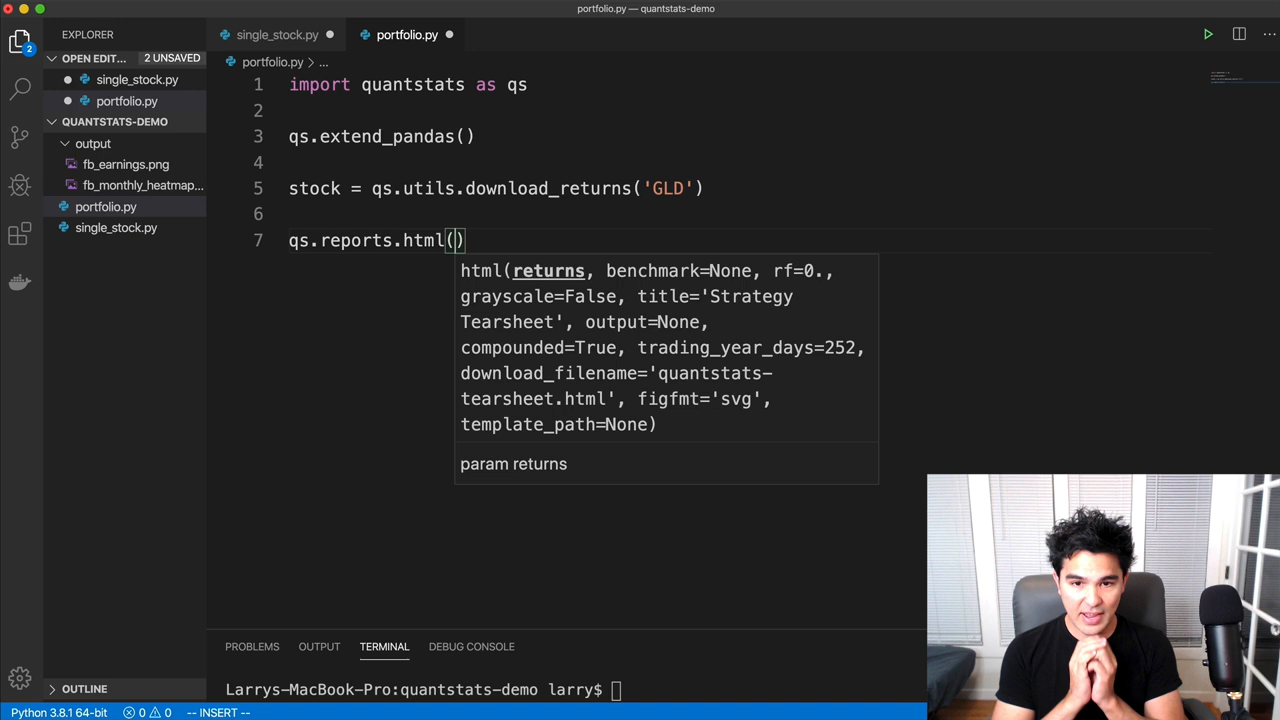 portfolio.py — quantstats-demo
EXPLORER
single_stock.py
portfolio.py
OPEN EDIT... 2 UNSAVED
portfolio.py > ...
single_stock.py
portfolio.py
QUANTSTATS-DEMO
output
fb_earnings.png
fb_monthly_heatmap...
portfolio.py
single_stock.py
2
1 import quantstats as qs
2
3 qs.extend_pandas()
4
5 stock = qs.utils.download_returns('GLD')
6
7 qs.reports.html()
html(returns, benchmark=None, rf=0.,
grayscale=False, title='Strategy
Tearsheet', output=None,
compounded=True, trading_year_days=252,
download_filename='quantstats-
tearsheet.html', figfmt='svg',
template_path=None)
param returns
PROBLEMS OUTPUT TERMINAL DEBUG CONSOLE
Larrys-MacBook-Pro:quantstats-demo larry$
OUTLINE
Python 3.8.1 64-bit 0 0 -- INSERT --